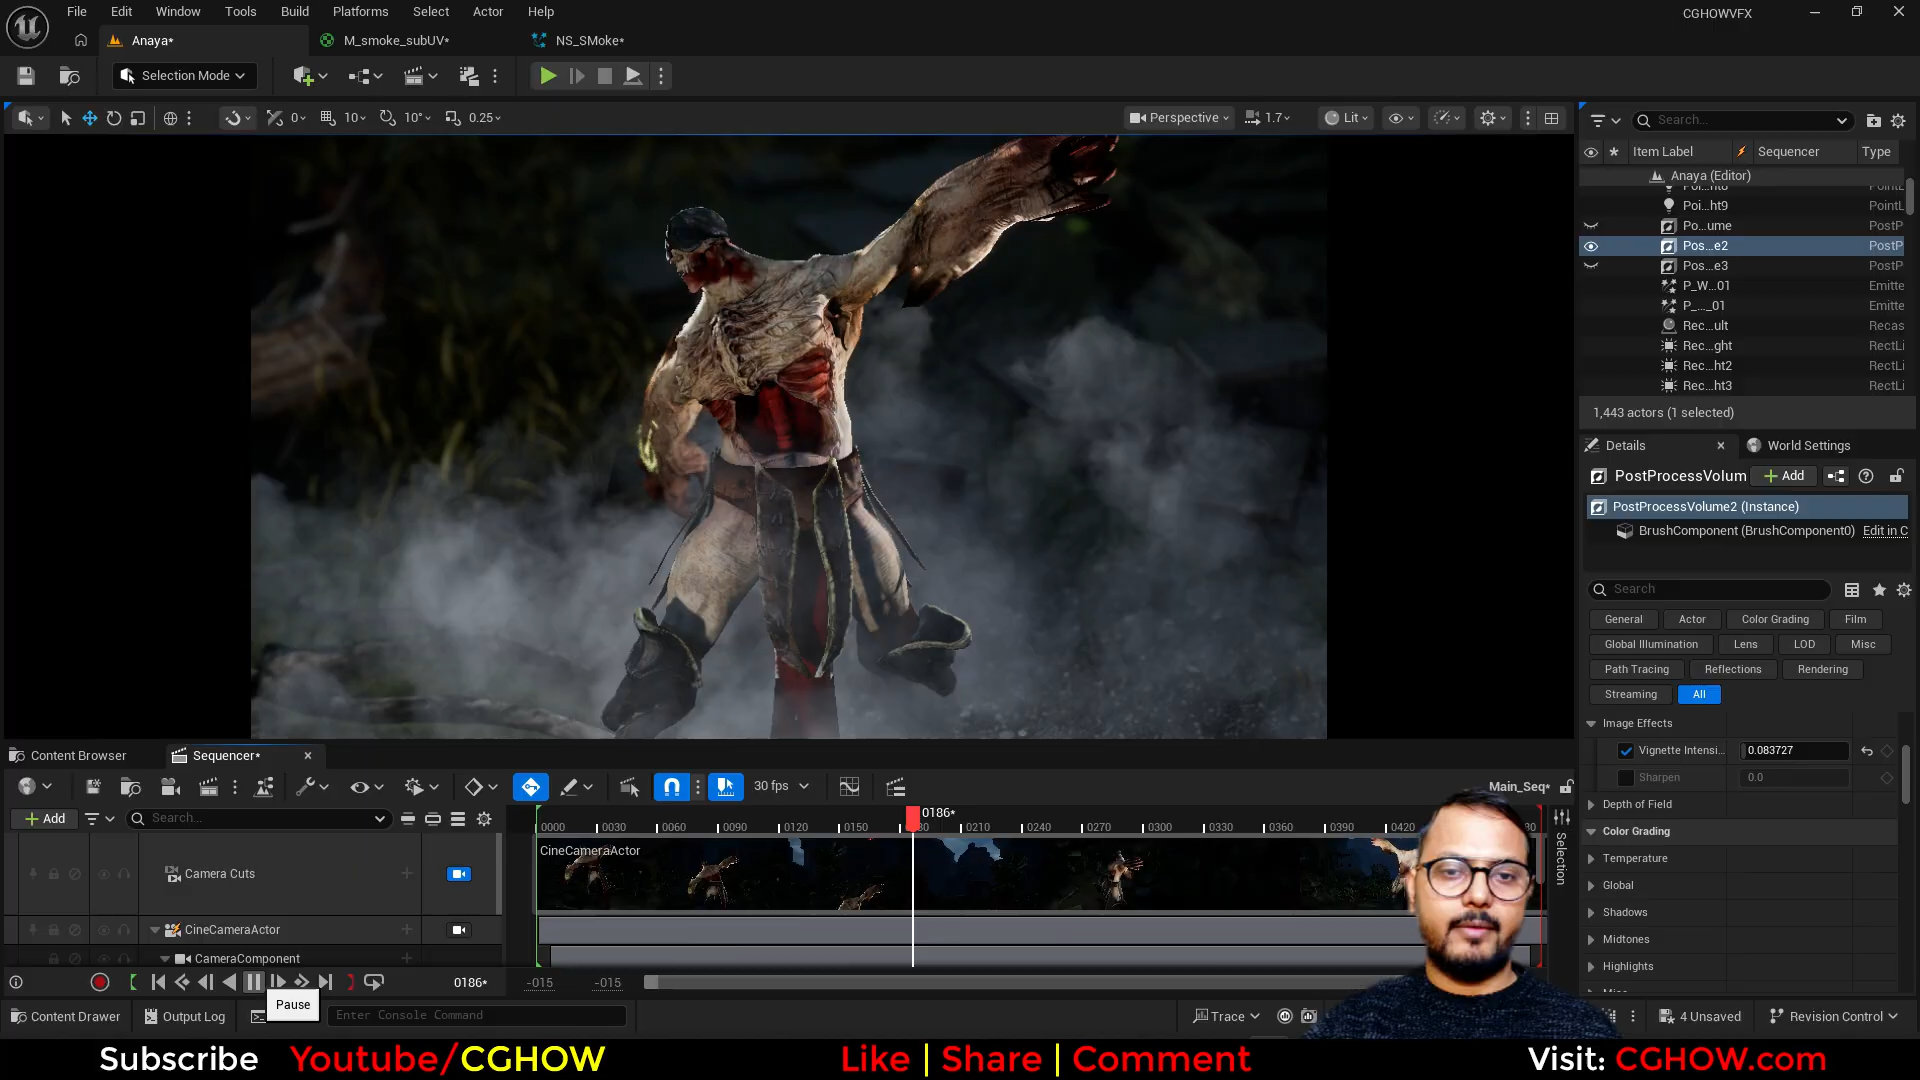 File Edit Window Tools Build Platforms Select Actor Help
CGHOWVFX
Anaya* M_smoke_subUV* NS_SMoke*
Selection Mode
0 10 10° 0.25 Perspective 1.7 Lit
Search...
Item Label Sequencer Type
Anaya (Editor)
Poi...ht9 PointL
Po...ume PostP
Pos...e2 PostP
Pos...e3 PostP
P_W...01 Emitte
P_..._01 Emitte
Rec...ult Recas
Rec...ght RectLi
Rec...ht2 RectLi
Rec...ht3 RectLi
1,443 actors (1 selected)
Details World Settings
PostProcessVolum Add
PostProcessVolume2 (Instance)
BrushComponent (BrushComponent0) Edit in C
Search
General Actor Color Grading Film
Global Illumination Lens LOD Misc
Path Tracing Reflections Rendering
Streaming All
Image Effects
Vignette Intensi... 0.083727
Sharpen 0.0
Depth of Field
Color Grading
Temperature
Global
Shadows
Midtones
Highlights
Content Browser Sequencer*
30 fps Main_Seq*
Add Search... 0186*
0000 0030 0060 0090 0120 0150 0210 0240 0270 0300 0330 0360 0390 0420
CineCameraActor
Selection
Camera Cuts
CineCameraActor
CameraComponent
0186* -015 -015
Pause
Content Drawer Output Log Enter Console Command Trace 4 Unsaved Revision Control
Subscribe Youtube/CGHOW Like | Share | Comment Visit: CGHOW.com